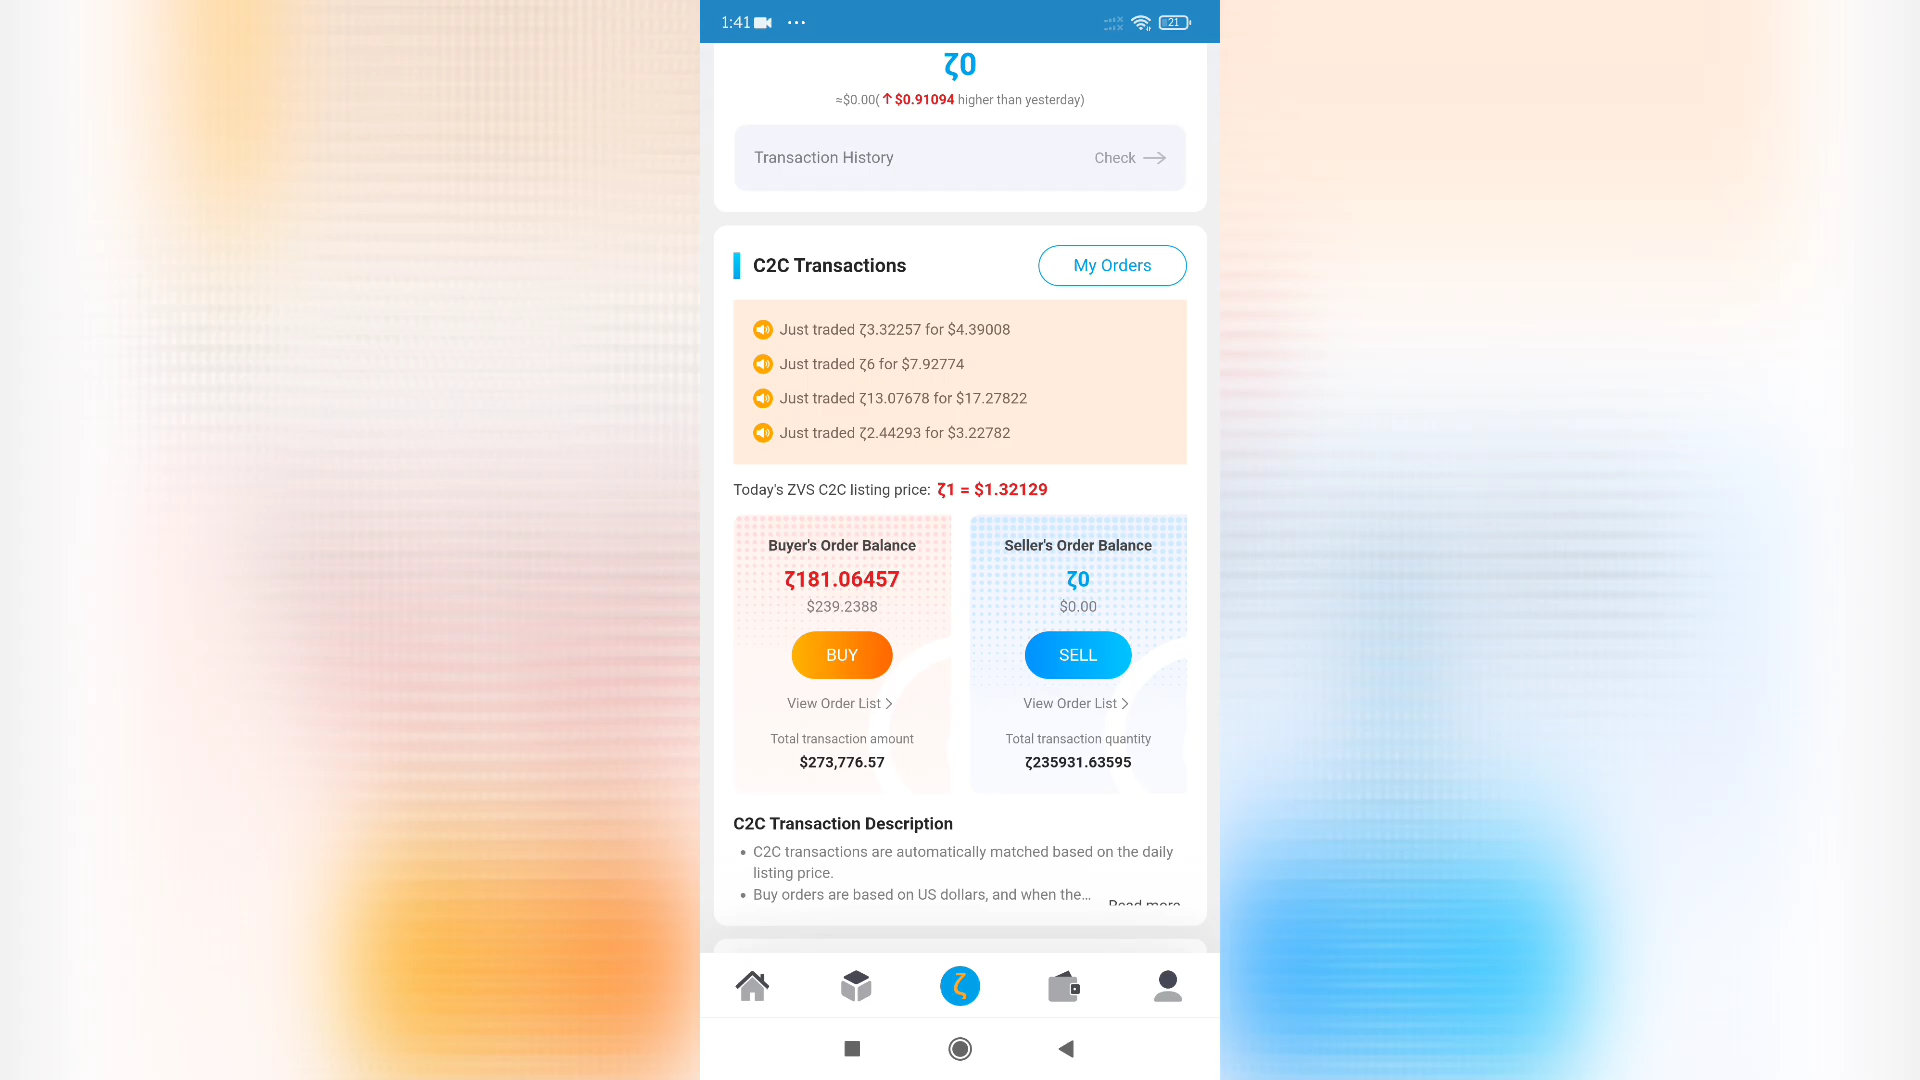 1:41
21
ζ0
≈$0.00( ↑ $0.91094 higher than yesterday)
Transaction History
Check →
C2C Transactions
My Orders
Just traded ζ3.32257 for $4.39008
Just traded ζ6 for $7.92774
Just traded ζ13.07678 for $17.27822
Just traded ζ2.44293 for $3.22782
Today's ZVS C2C listing price: ζ1 = $1.32129
Buyer's Order Balance
ζ181.06457
$239.2388
BUY
View Order List >
Total transaction amount
$273,776.57
Seller's Order Balance
ζ0
$0.00
SELL
View Order List >
Total transaction quantity
ζ235931.63595
C2C Transaction Description
• C2C transactions are automatically matched based on the daily
listing price.
• Buy orders are based on US dollars, and when the...
Read more
ζ